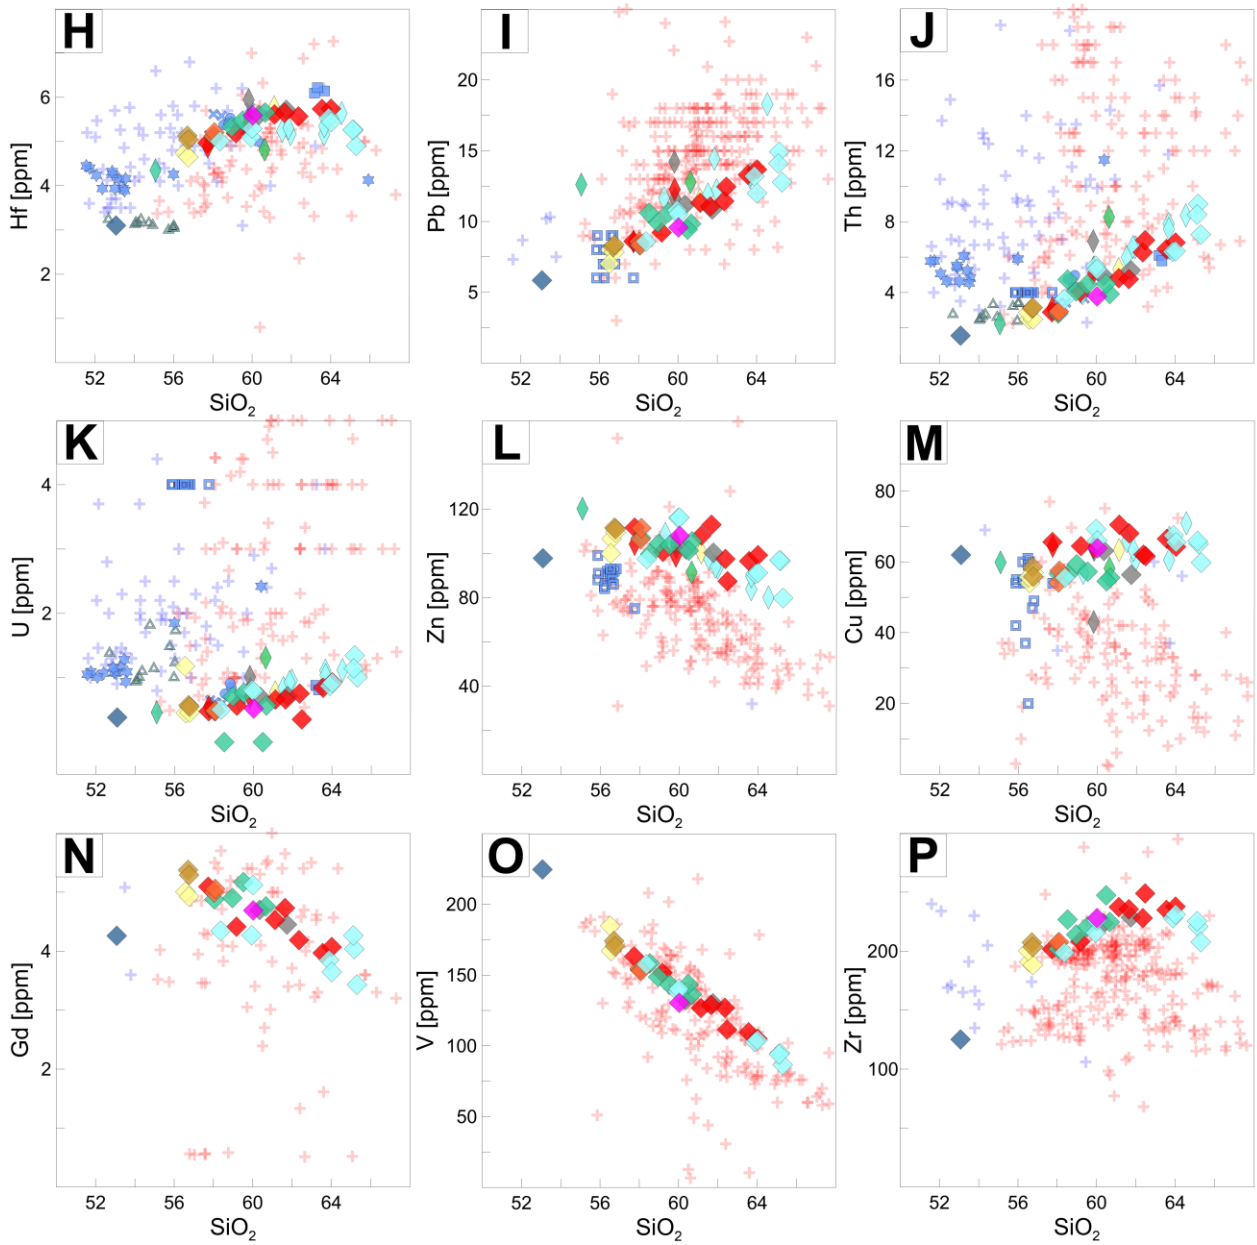 H
Hf [ppm]
6
4
2
52 56 60 64
SiO2
I
Pb [ppm]
20
15
10
5
52 56 60 64
SiO2
J
Th [ppm]
16
12
8
4
52 56 60 64
SiO2
K
U [ppm]
4
2
52 56 60 64
SiO2
L
Zn [ppm]
120
80
40
52 56 60 64
SiO2
M
Cu [ppm]
80
60
40
20
52 56 60 64
SiO2
N
Gd [ppm]
4
2
52 56 60 64
SiO2
O
V [ppm]
200
150
100
50
52 56 60 64
SiO2
P
Zr [ppm]
200
100
52 56 60 64
SiO2